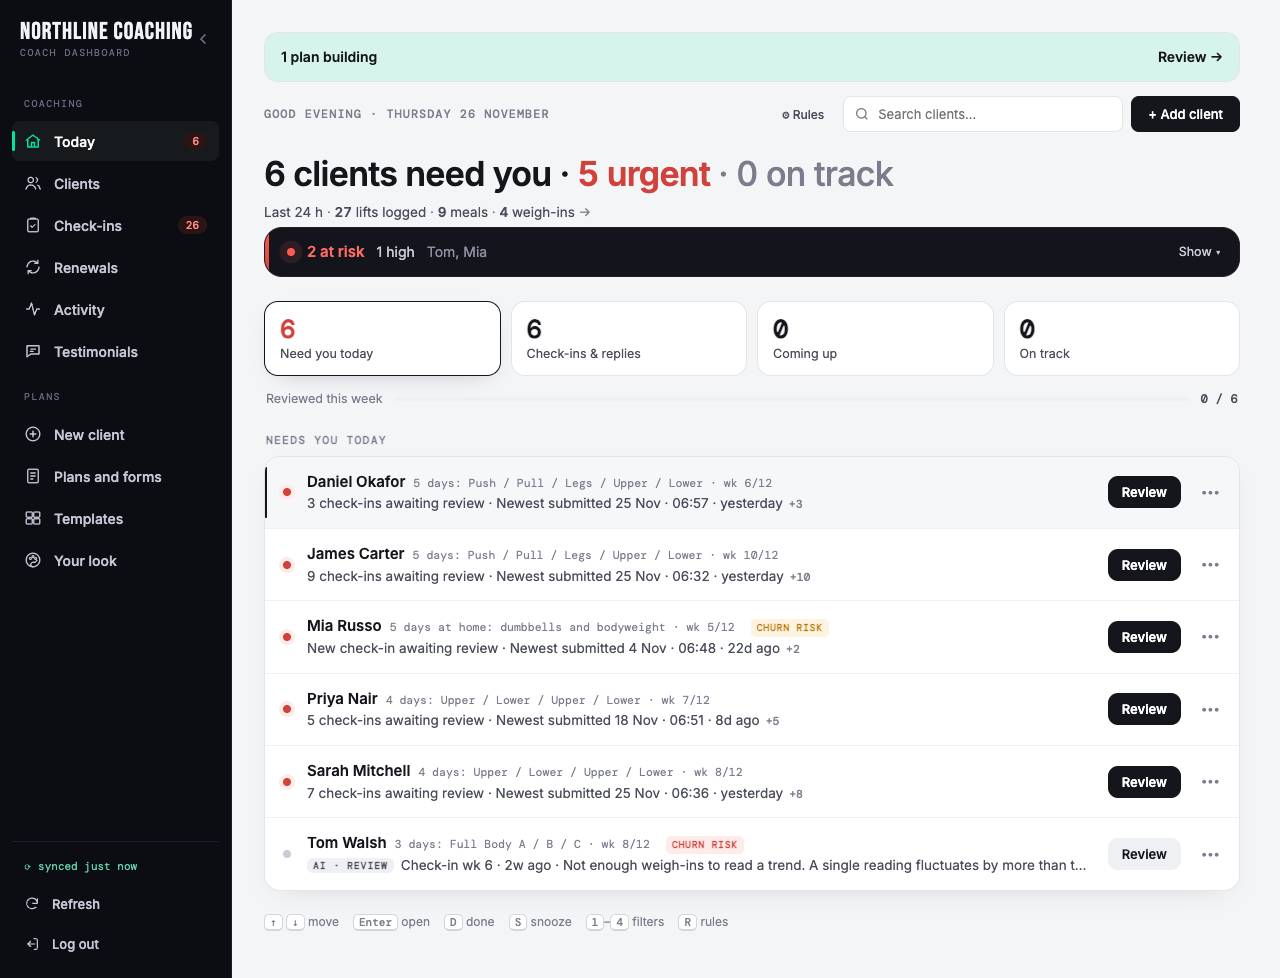 NORTHLINE COACHING
COACH DASHBOARD
COACHING
Today 6
Clients
Check-ins 26
Renewals
Activity
Testimonials
PLANS
New client
Plans and forms
Templates
Your look
synced just now
Refresh
Log out
1 plan building Review →
GOOD EVENING · THURSDAY 26 NOVEMBER
Rules
Search clients...
+ Add client
6 clients need you · 5 urgent · 0 on track
Last 24 h · 27 lifts logged · 9 meals · 4 weigh-ins →
2 at risk 1 high Tom, Mia Show ▾
6
Need you today
6
Check-ins & replies
0
Coming up
0
On track
Reviewed this week 0 / 6
NEEDS YOU TODAY
Daniel Okafor 5 days: Push / Pull / Legs / Upper / Lower · wk 6/12
3 check-ins awaiting review · Newest submitted 25 Nov · 06:57 · yesterday +3
Review
James Carter 5 days: Push / Pull / Legs / Upper / Lower · wk 10/12
9 check-ins awaiting review · Newest submitted 25 Nov · 06:32 · yesterday +10
Review
Mia Russo 5 days at home: dumbbells and bodyweight · wk 5/12 CHURN RISK
New check-in awaiting review · Newest submitted 4 Nov · 06:48 · 22d ago +2
Review
Priya Nair 4 days: Upper / Lower / Upper / Lower · wk 7/12
5 check-ins awaiting review · Newest submitted 18 Nov · 06:51 · 8d ago +5
Review
Sarah Mitchell 4 days: Upper / Lower / Upper / Lower · wk 8/12
7 check-ins awaiting review · Newest submitted 25 Nov · 06:36 · yesterday +8
Review
Tom Walsh 3 days: Full Body A / B / C · wk 8/12 CHURN RISK
AI · REVIEW Check-in wk 6 · 2w ago · Not enough weigh-ins to read a trend. A single reading fluctuates by more than t...
Review
↑ ↓ move Enter open D done S snooze 1–4 filters R rules